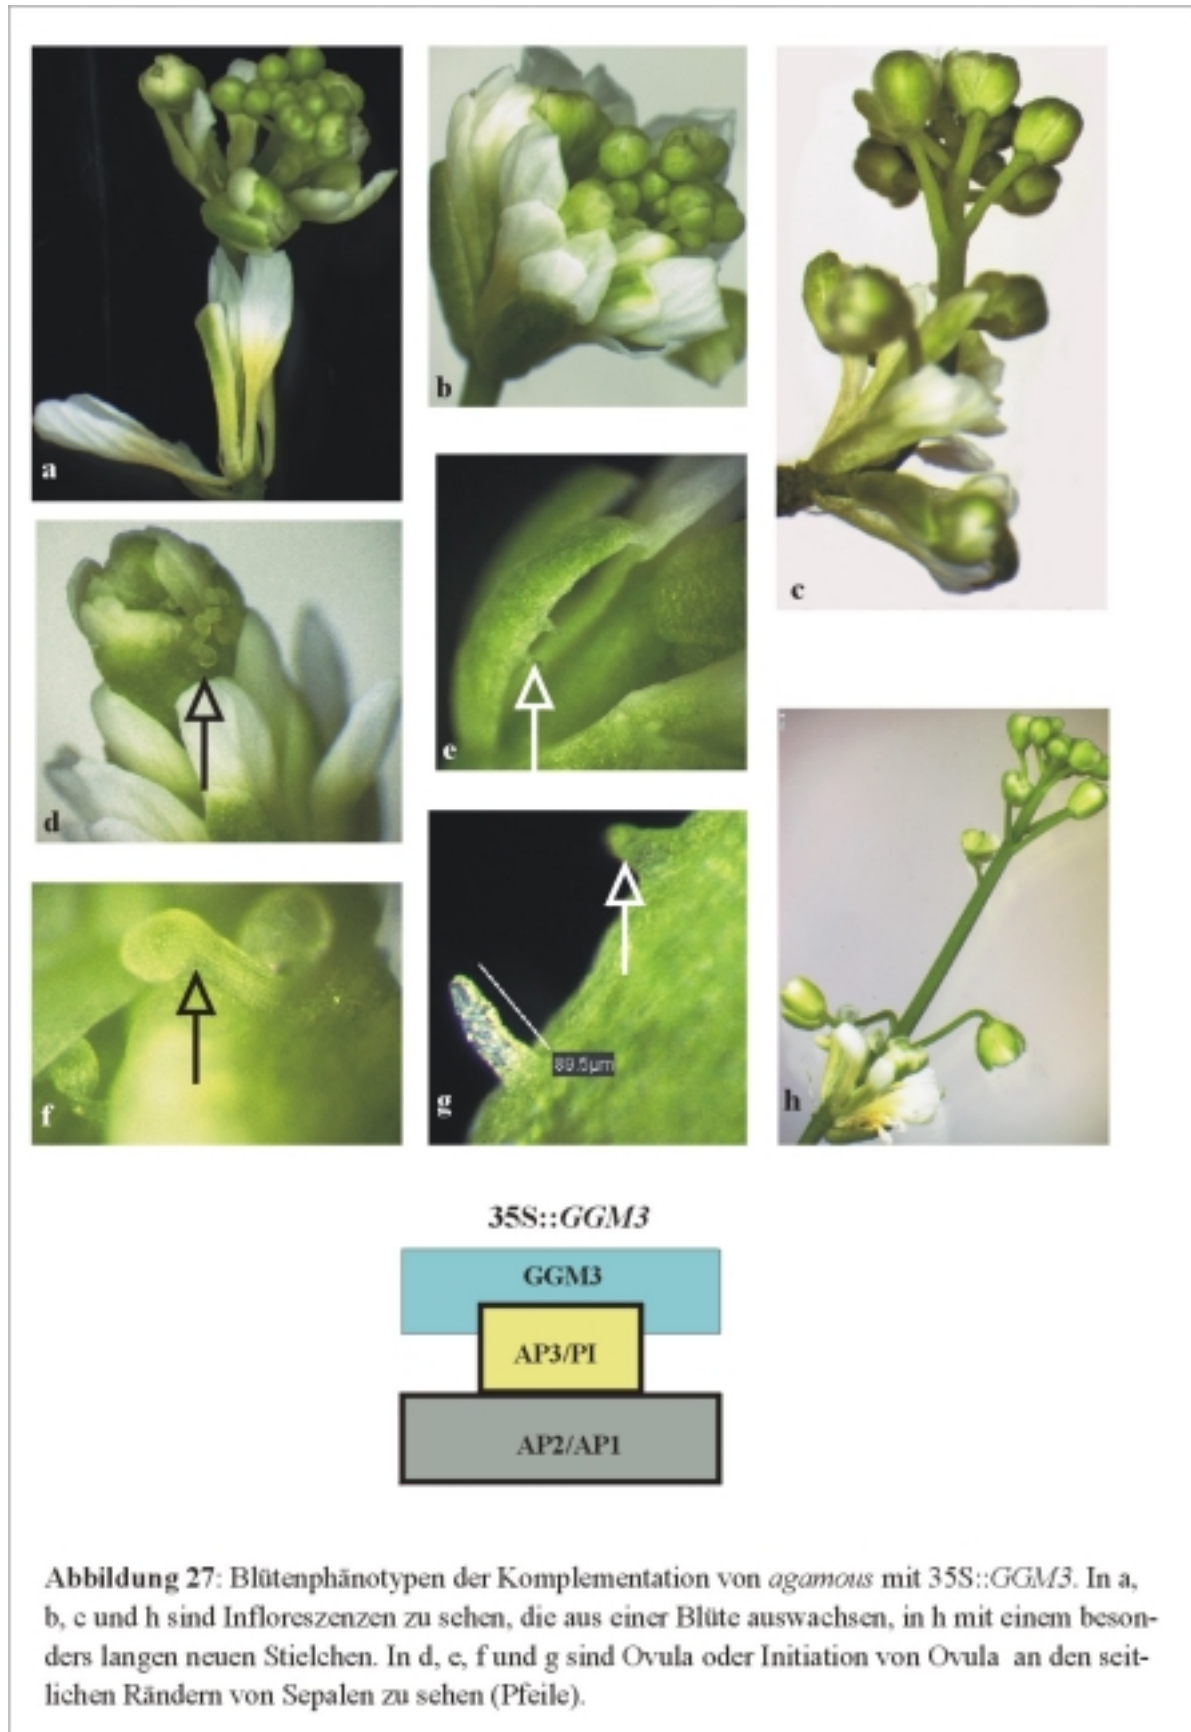 a
b
c
d
e
f
g
89.5µm
h
35S::GGM3
GGM3
AP3/PI
AP2/AP1
Abbildung 27: Blütenphänotypen der Komplementation von agamous mit 35S::GGM3. In a,
b, c und h sind Infloreszenzen zu sehen, die aus einer Blüte auswachsen, in h mit einem beson-
ders langen neuen Stielchen. In d, e, f und g sind Ovula oder Initiation von Ovula an den seit-
lichen Rändern von Sepalen zu sehen (Pfeile).